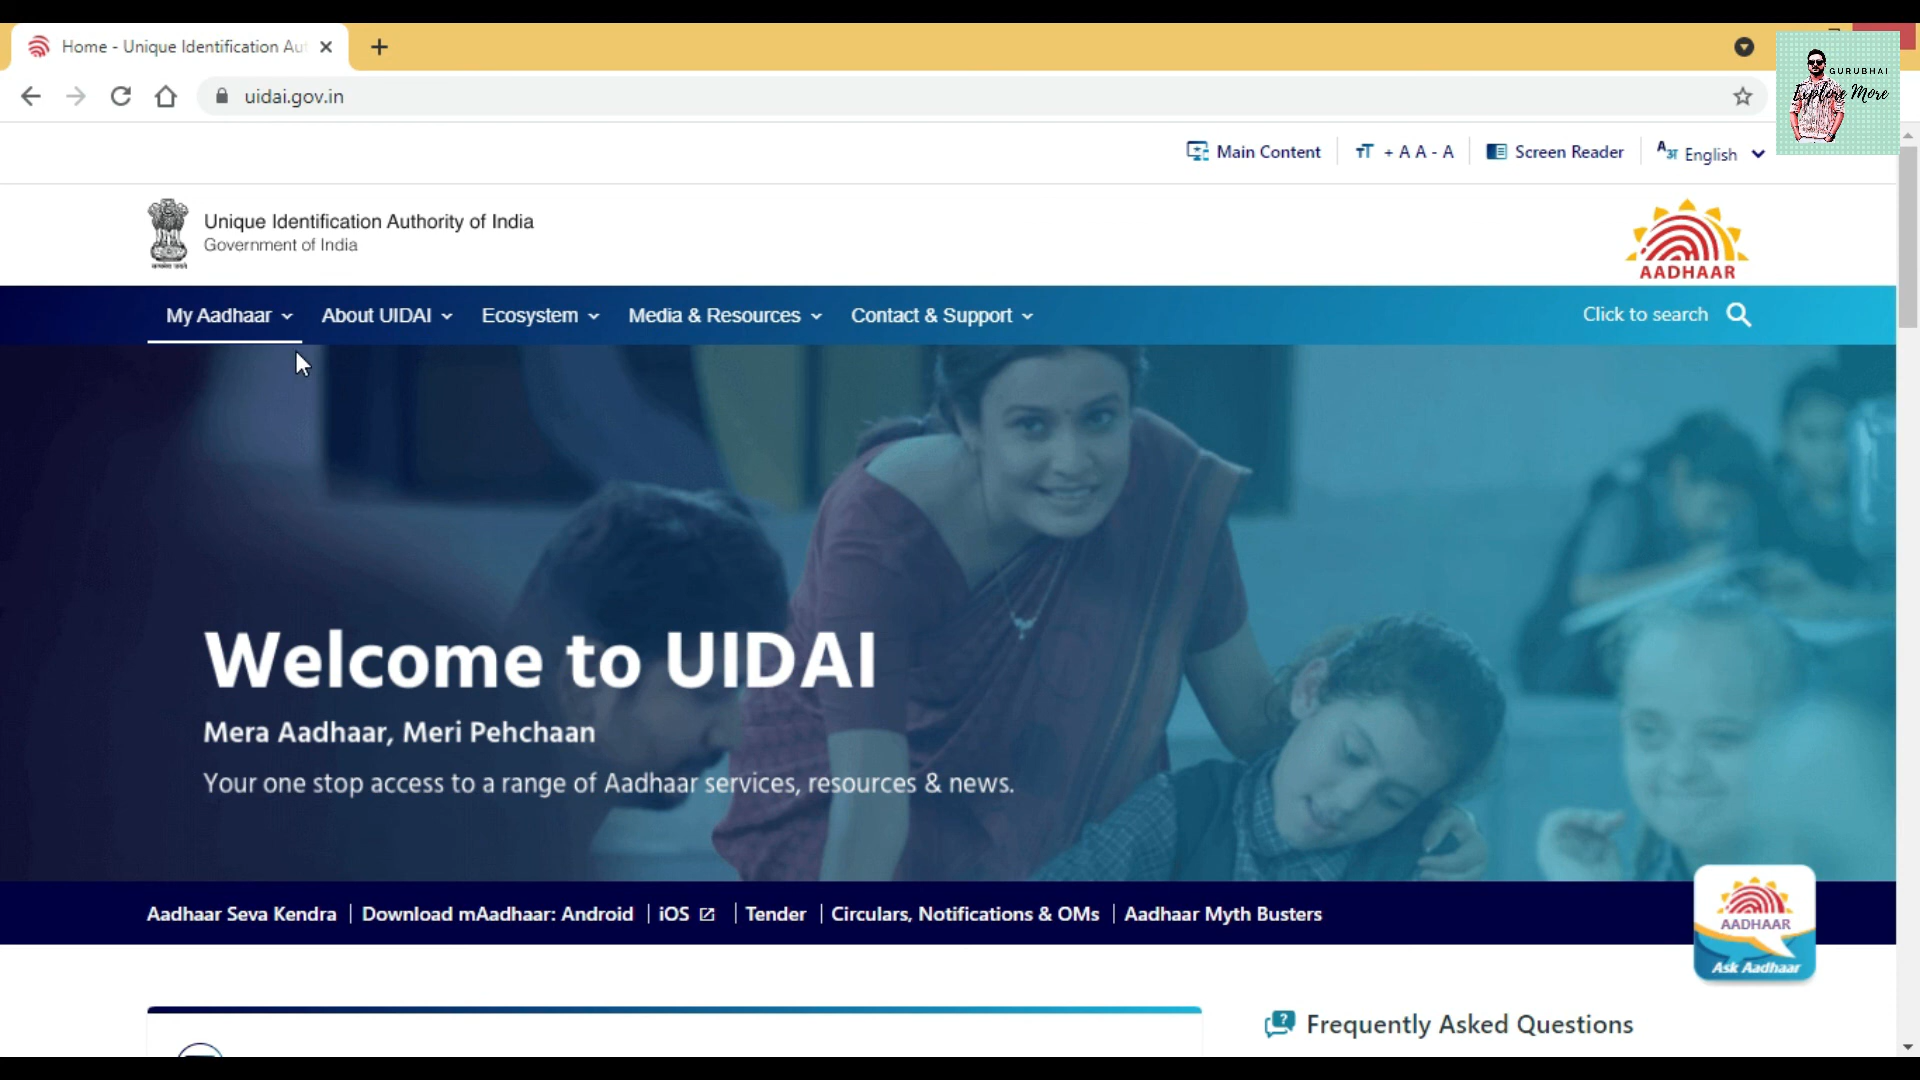 Home - Unique Identification Aut
uidai.gov.in
GURUBHAI
Explore More
Main Content
+ A A - A
Screen Reader
English
Unique Identification Authority of India
Government of India
AADHAAR
My Aadhaar
About UIDAI
Ecosystem
Media & Resources
Contact & Support
Click to search
Welcome to UIDAI
Mera Aadhaar, Meri Pehchaan
Your one stop access to a range of Aadhaar services, resources & news.
Aadhaar Seva Kendra
Download mAadhaar: Android
iOS
Tender
Circulars, Notifications & OMs
Aadhaar Myth Busters
AADHAAR
Ask Aadhaar
Frequently Asked Questions